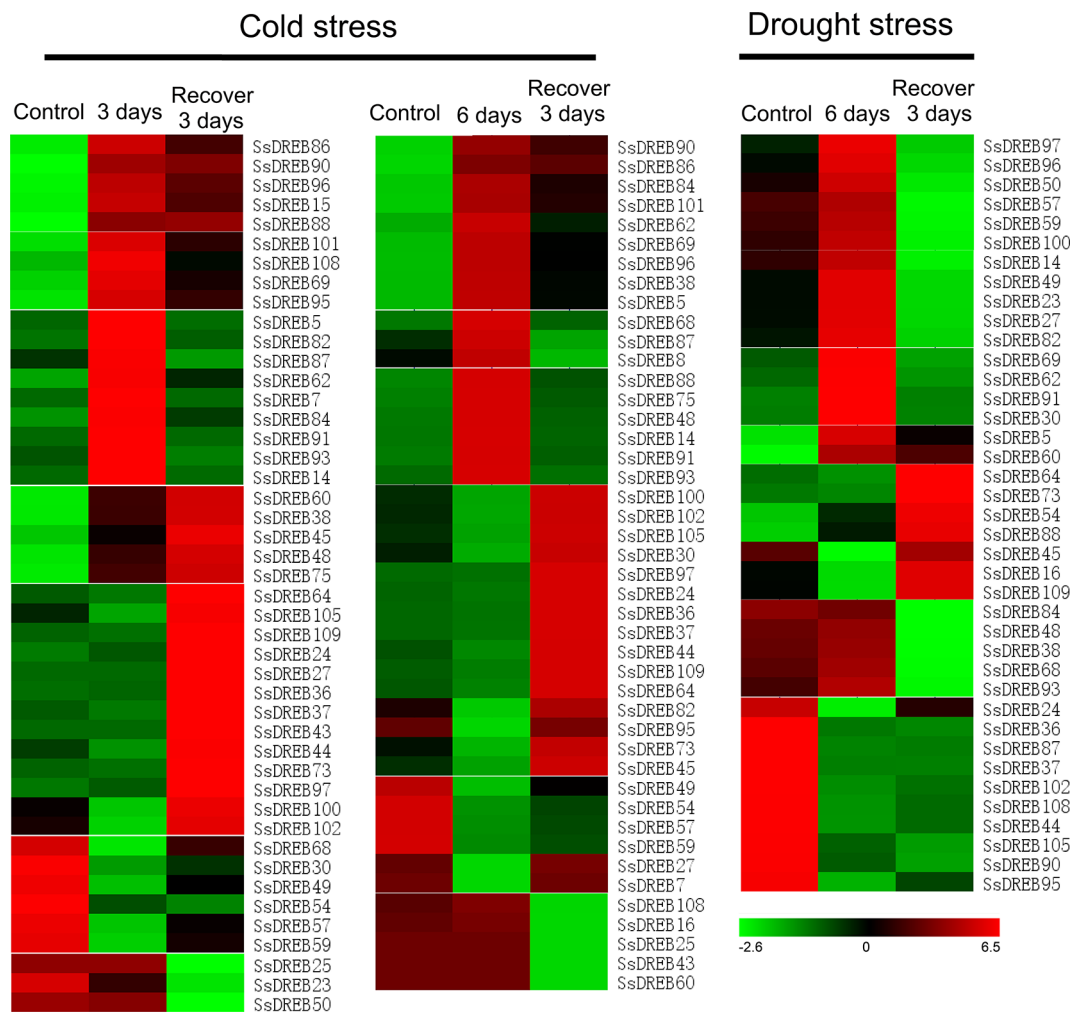 Cold stress
Drought stress
Control 3 days Recover 3 days
Control 6 days Recover 3 days
Control 6 days Recover 3 days
SsDREB86
SsDREB90
SsDREB96
SsDREB15
SsDREB88
SsDREB101
SsDREB108
SsDREB69
SsDREB95
SsDREB5
SsDREB82
SsDREB87
SsDREB62
SsDREB7
SsDREB84
SsDREB91
SsDREB93
SsDREB14
SsDREB60
SsDREB38
SsDREB45
SsDREB48
SsDREB75
SsDREB64
SsDREB105
SsDREB109
SsDREB24
SsDREB27
SsDREB36
SsDREB37
SsDREB43
SsDREB44
SsDREB73
SsDREB97
SsDREB100
SsDREB102
SsDREB68
SsDREB30
SsDREB49
SsDREB54
SsDREB57
SsDREB59
SsDREB25
SsDREB23
SsDREB50
SsDREB90
SsDREB86
SsDREB84
SsDREB101
SsDREB62
SsDREB69
SsDREB96
SsDREB38
SsDREB5
SsDREB68
SsDREB87
SsDREB8
SsDREB88
SsDREB75
SsDREB48
SsDREB14
SsDREB91
SsDREB93
SsDREB100
SsDREB102
SsDREB105
SsDREB30
SsDREB97
SsDREB24
SsDREB36
SsDREB37
SsDREB44
SsDREB109
SsDREB64
SsDREB82
SsDREB95
SsDREB73
SsDREB45
SsDREB49
SsDREB54
SsDREB57
SsDREB59
SsDREB27
SsDREB7
SsDREB108
SsDREB16
SsDREB25
SsDREB43
SsDREB60
SsDREB97
SsDREB96
SsDREB50
SsDREB57
SsDREB59
SsDREB100
SsDREB14
SsDREB49
SsDREB23
SsDREB27
SsDREB82
SsDREB69
SsDREB62
SsDREB91
SsDREB30
SsDREB5
SsDREB60
SsDREB64
SsDREB73
SsDREB54
SsDREB88
SsDREB45
SsDREB16
SsDREB109
SsDREB84
SsDREB48
SsDREB38
SsDREB68
SsDREB93
SsDREB24
SsDREB36
SsDREB87
SsDREB37
SsDREB102
SsDREB108
SsDREB44
SsDREB105
SsDREB90
SsDREB95
-2.6 0 6.5